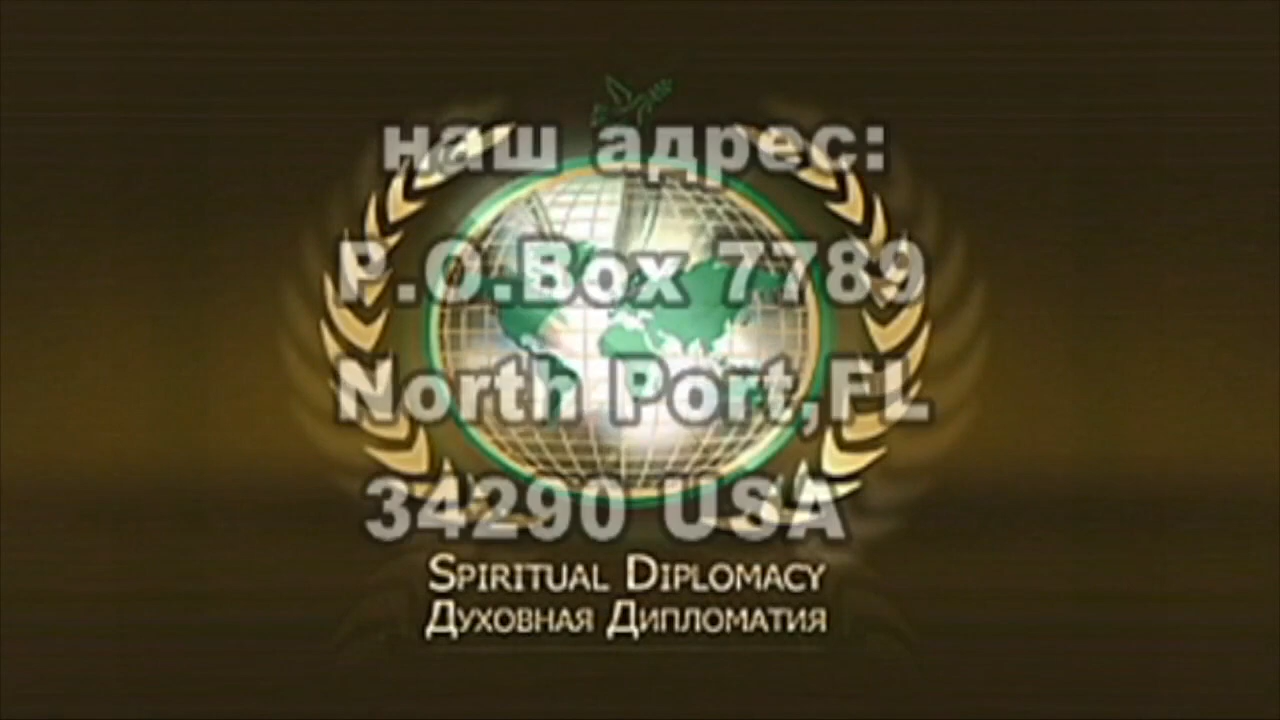 наш адрес:
P.O.Box 7789
North Port,FL
34290 USA
Spiritual Diplomacy
Духовная Дипломатия